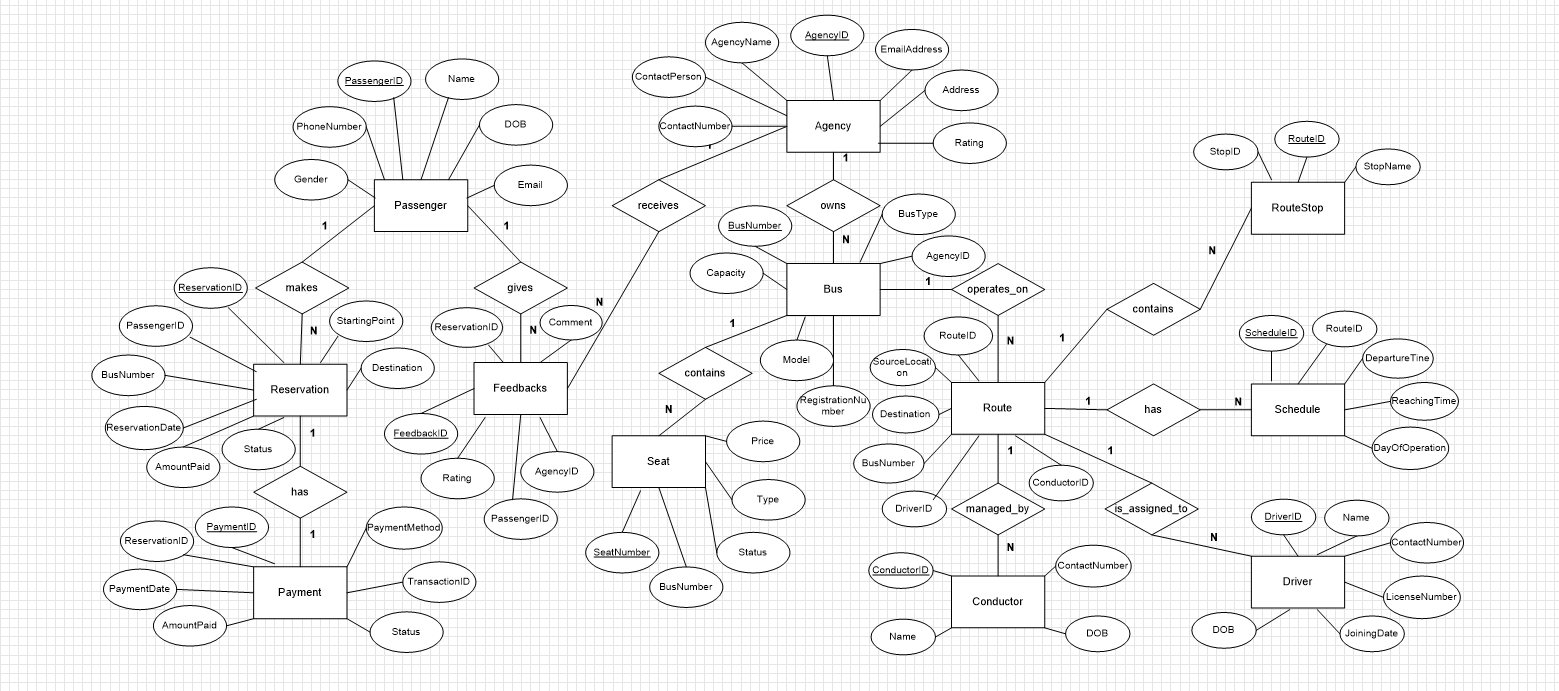 AgencyID
AgencyName
EmailAddress
ContactPerson
Address
ContactNumber
Agency
Rating
1
1
PassengerID
Name
PhoneNumber
DOB
Gender
Email
Passenger
1
1
RouteID
StopID
StopName
RouteStop
N
receives
owns
N
BusNumber
BusType
AgencyID
Capacity
Bus
1
operates_on
N
1
Model
RegistrationNu
mber
ReservationID
makes
N
PassengerID
StartingPoint
BusNumber
Destination
Reservation
ReservationDate
Status
AmountPaid
1
gives
N
N
ReservationID
Comment
Feedbacks
FeedbackID
Rating
AgencyID
PassengerID
contains
N
Seat
Price
Type
Status
SeatNumber
BusNumber
contains
1
RouteID
SourceLocati
on
Destination
Route
BusNumber
DriverID
ConductorID
1
has
N
ScheduleID
RouteID
DepartureTine
ReachingTime
Schedule
DayOfOperation
1
managed_by
N
1
is_assigned_to
N
has
1
PaymentID
PaymentMethod
ReservationID
PaymentDate
Payment
TransactionID
AmountPaid
Status
ConductorID
ContactNumber
Conductor
Name
DOB
DriverID
Name
ContactNumber
Driver
LicenseNumber
DOB
JoiningDate